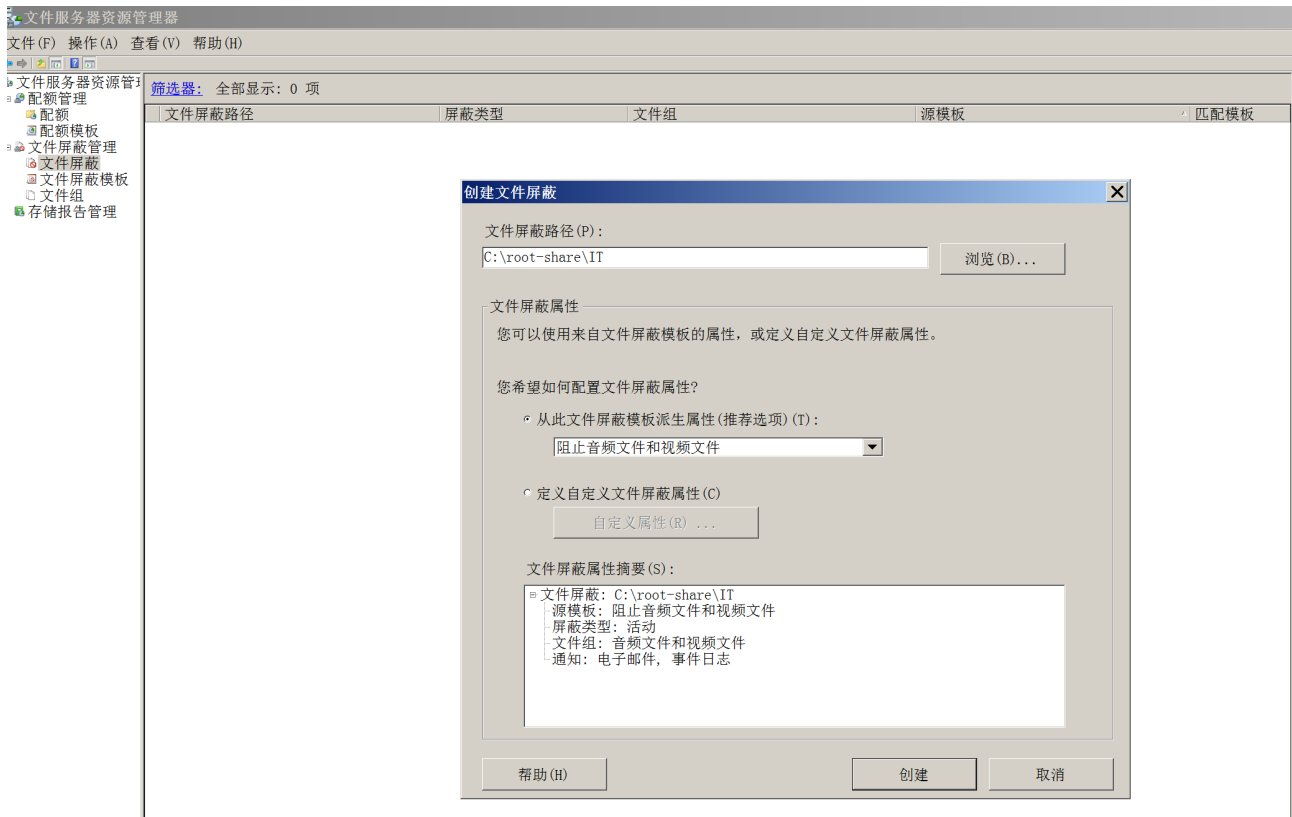 文件服务器资源管理器
文件(F) 操作(A) 查看(V) 帮助(H)
文件服务器资源管
配额管理
配额
配额模板
文件屏蔽管理
文件屏蔽
文件屏蔽模板
文件组
存储报告管理
筛选器: 全部显示: 0 项
文件屏蔽路径 屏蔽类型 文件组 源模板 匹配模板
创建文件屏蔽
文件屏蔽路径(P):
C:\root-share\IT 浏览(B)...
文件屏蔽属性
您可以使用来自文件屏蔽模板的属性，或定义自定义文件屏蔽属性。
您希望如何配置文件屏蔽属性?
从此文件屏蔽模板派生属性(推荐选项)(T):
阻止音频文件和视频文件
定义自定义文件屏蔽属性(C)
自定义属性(R) ...
文件屏蔽属性摘要(S):
文件屏蔽: C:\root-share\IT
源模板: 阻止音频文件和视频文件
屏蔽类型: 活动
文件组: 音频文件和视频文件
通知: 电子邮件, 事件日志
帮助(H) 创建 取消